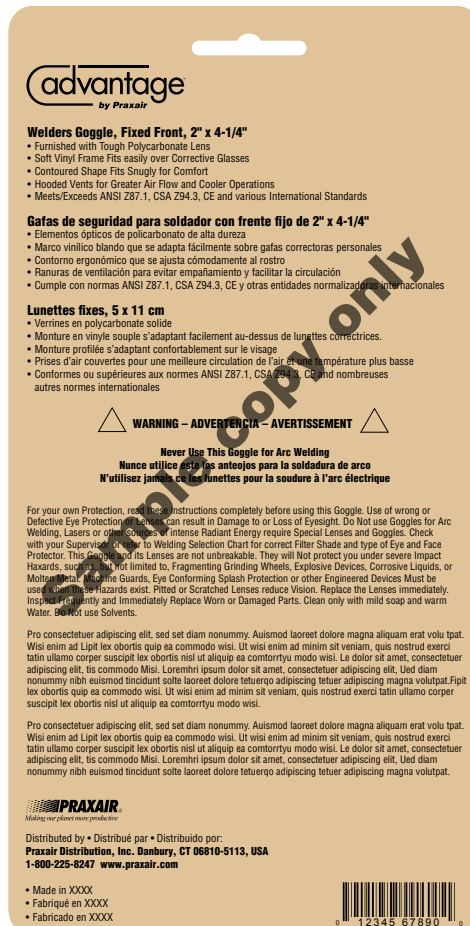 advantage™
by Praxair
Welders Goggle, Fixed Front, 2" x 4-1/4"
• Furnished with Tough Polycarbonate Lens
• Soft Vinyl Frame Fits easily over Corrective Glasses
• Contoured Shape Fits Snugly for Comfort
• Hooded Vents for Greater Air Flow and Cooler Operations
• Meets/Exceeds ANSI Z87.1, CSA Z94.3, CE and various International Standards
Gafas de seguridad para soldador con frente fijo de 2" x 4-1/4"
• Elementos ópticos de policarbonato de alta dureza
• Marco vinílico blando que se adapta fácilmente sobre gafas correctoras personales
• Contorno ergonómico que se ajusta cómodamente al rostro
• Ranuras de ventilación para evitar empañamiento y facilitar la circulación
• Cumple con normas ANSI Z87.1, CSA Z94.3, CE y otras entidades normalizadoras internacionales
Lunettes fixes, 5 x 11 cm
• Verrines en polycarbonate solide
• Monture en vinyle souple s'adaptant facilement au-dessus de lunettes correctrices.
• Monture profilée s'adaptant confortablement sur le visage
• Prises d'air couvertes pour une meilleure circulation de l'air et une température plus basse
• Conformes ou supérieures aux normes ANSI Z87.1, CSA Z94.3, CE and nombreuses
autres normes internationales
WARNING – ADVERTENCIA – AVERTISSEMENT
Never Use This Goggle for Arc Welding
Nunce utilice este los anteojos para la soldadura de arco
N'utilisez jamais ce les lunettes pour la soudure à l'arc électrique
For your own Protection, read these Instructions completely before using this Goggle. Use of wrong or
Defective Eye Protection or Lenses can result in Damage to or Loss of Eyesight. Do Not use Goggles for Arc
Welding, Lasers or other sources of intense Radiant Energy require Special Lenses and Goggles. Check
with your Supervisor or refer to Welding Selection Chart for correct Filter Shade and type of Eye and Face
Protector. This Goggle and its Lenses are not unbreakable. They will Not protect you under severe Impact
Hazards, such as, but not limited to, Fragmenting Grinding Wheels, Explosive Devices, Corrosive Liquids, or
Molten Metal. Machine Guards, Eye Conforming Splash Protection or other Engineered Devices Must be
used when these Hazards exist. Pitted or Scratched Lenses reduce Vision. Replace the Lenses immediately.
Inspect Frequently and Immediately Replace Worn or Damaged Parts. Clean only with mild soap and warm
Water. Do Not use Solvents.
Pro consectetuer adipiscing elit, sed set diam nonummy. Auismod laoreet dolore magna aliquam erat volu tpat.
Wisi enim ad Lipit lex obortis quip ea commodo wisi. Ut wisi enim ad minim sit veniam, quis nostrud exerci
tatin ullamo corper suscipit lex obortis nisl ut aliquip ea comtorrtyu modo wisi. Le dolor sit amet, consectetuer
adipiscing elit, tis commodo Misi. Loremhri ipsum dolor sit amet, consectetuer adipiscing elit, Ued diam
nonummy nibh euismod tincidunt solte laoreet dolore tetuerqo adipiscing tetuer adipiscing magna volutpat.Fipit
lex obortis quip ea commodo wisi. Ut wisi enim ad minim sit veniam, quis nostrud exerci tatin ullamo corper
suscipit lex obortis nisl ut aliquip ea comtorrtyu modo wisi.
Pro consectetuer adipiscing elit, sed set diam nonummy. Auismod laoreet dolore magna aliquam erat volu tpat.
Wisi enim ad Lipit lex obortis quip ea commodo wisi. Ut wisi enim ad minim sit veniam, quis nostrud exerci
tatin ullamo corper suscipit lex obortis nisl ut aliquip ea comtorrtyu modo wisi. Le dolor sit amet, consectetuer
adipiscing elit, tis commodo Misi. Loremhri ipsum dolor sit amet, consectetuer adipiscing elit, Ued diam
nonummy nibh euismod tincidunt solte laoreet dolore tetuerqo adipiscing tetuer adipiscing magna volutpat.
Sample copy only
PRAXAIR®
Making our planet more productive
Distributed by • Distribué par • Distribuido por:
Praxair Distribution, Inc. Danbury, CT 06810-5113, USA
1-800-225-8247 www.praxair.com
• Made in XXXX
• Fabriqué en XXXX
• Fabricado en XXXX
0 12345 67890 0